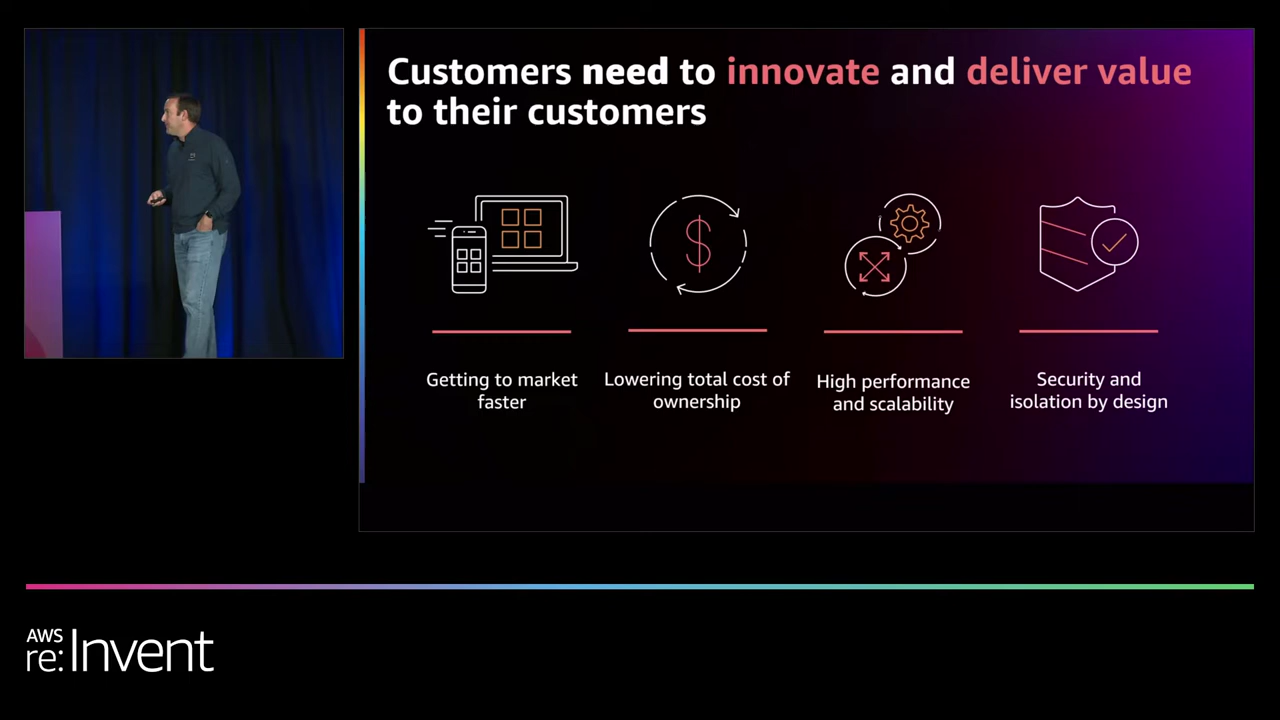 Customers need to innovate and deliver value
to their customers
Getting to market
faster
Lowering total cost of
ownership
High performance
and scalability
Security and
isolation by design
AWS
re:Invent